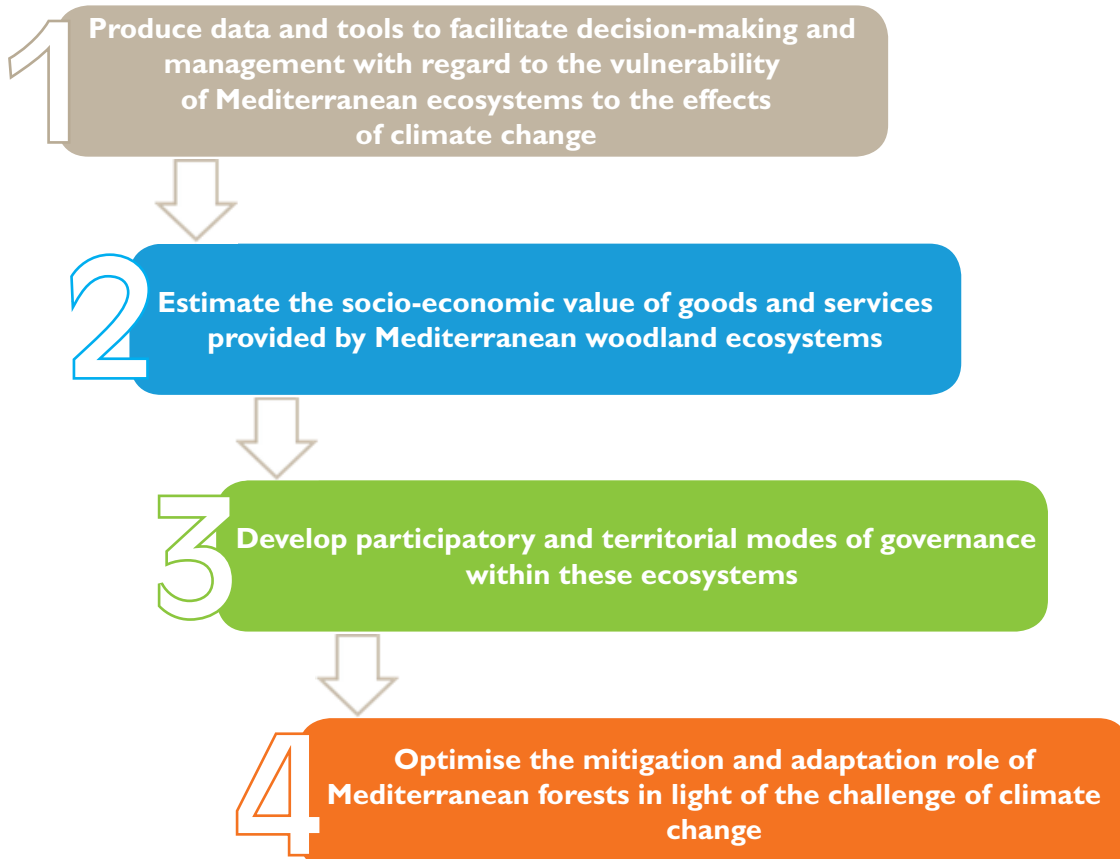 1
Produce data and tools to facilitate decision-making and
management with regard to the vulnerability
of Mediterranean ecosystems to the effects
of climate change
2
Estimate the socio-economic value of goods and services
provided by Mediterranean woodland ecosystems
3
Develop participatory and territorial modes of governance
within these ecosystems
4
Optimise the mitigation and adaptation role of
Mediterranean forests in light of the challenge of climate
change